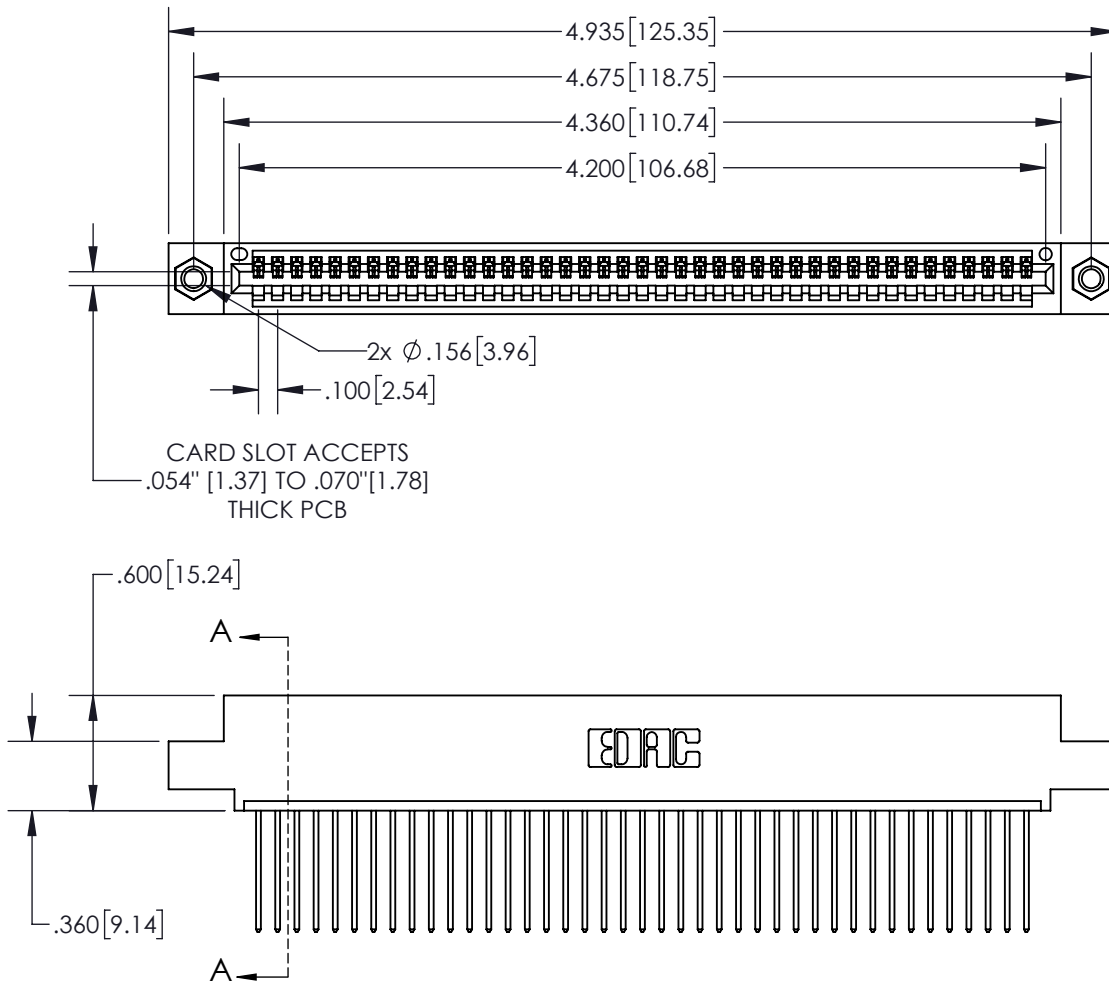 4.935[125.35]
4.675[118.75]
4.360[110.74]
4.200[106.68]
2x Ø.156[3.96]
.100[2.54]
CARD SLOT ACCEPTS
.054" [1.37] TO .070"[1.78]
THICK PCB
.600[15.24]
A
EDAC
.360[9.14]
A